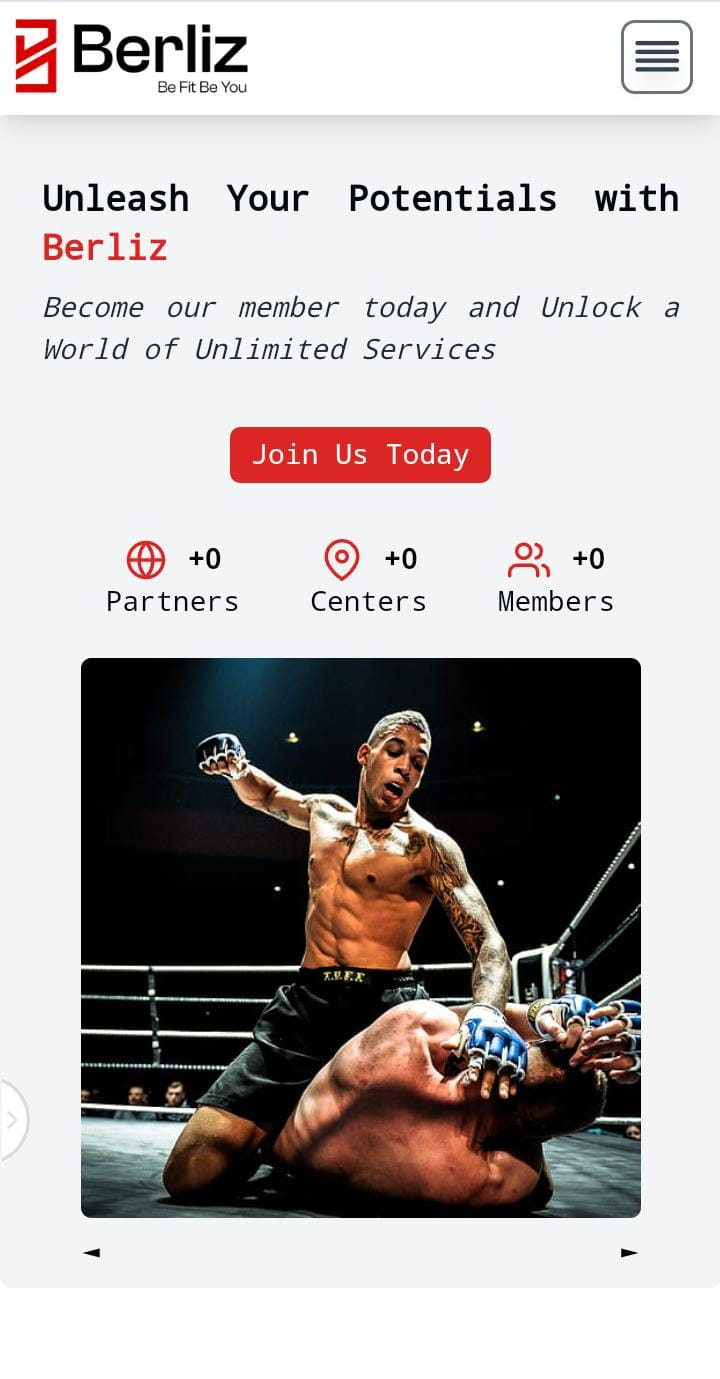 Berliz
Be Fit Be You
Unleash Your Potentials with
Berliz
Become our member today and Unlock a
World of Unlimited Services
Join Us Today
+0 +0 +0
Partners Centers Members
T.U.F.F